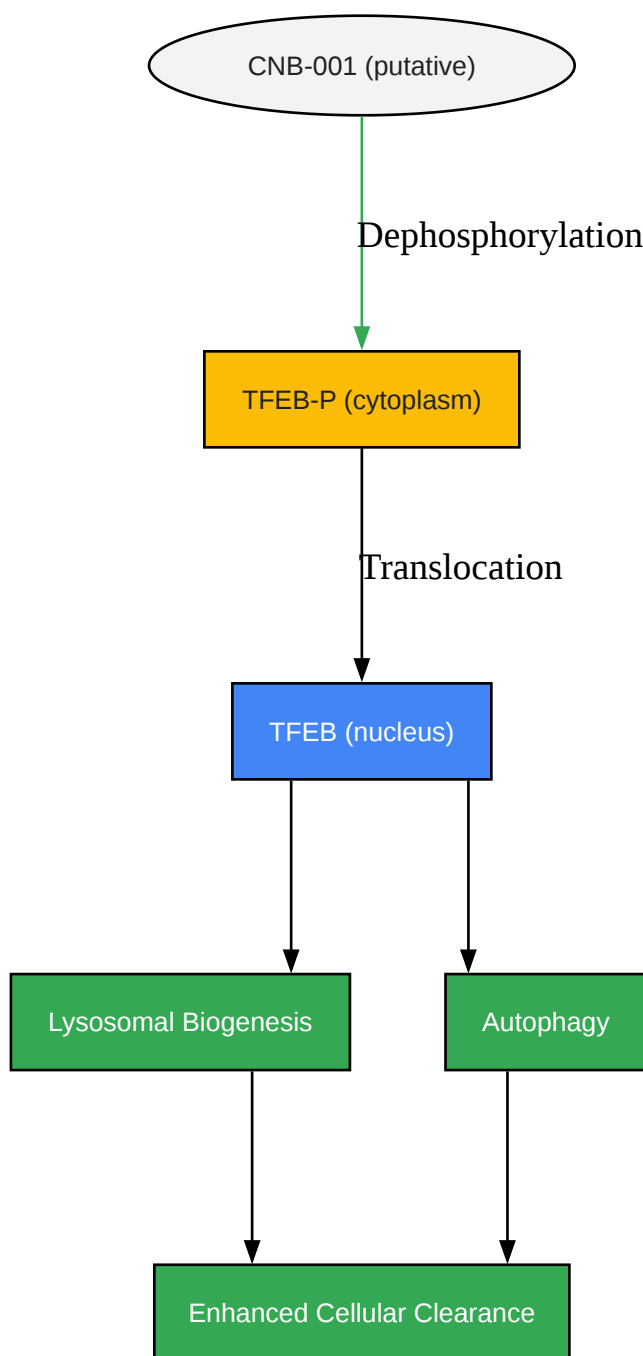 CNB-001 (putative)
Dephosphorylation
TFEB-P (cytoplasm)
Translocation
TFEB (nucleus)
Lysosomal Biogenesis
Autophagy
Enhanced Cellular Clearance